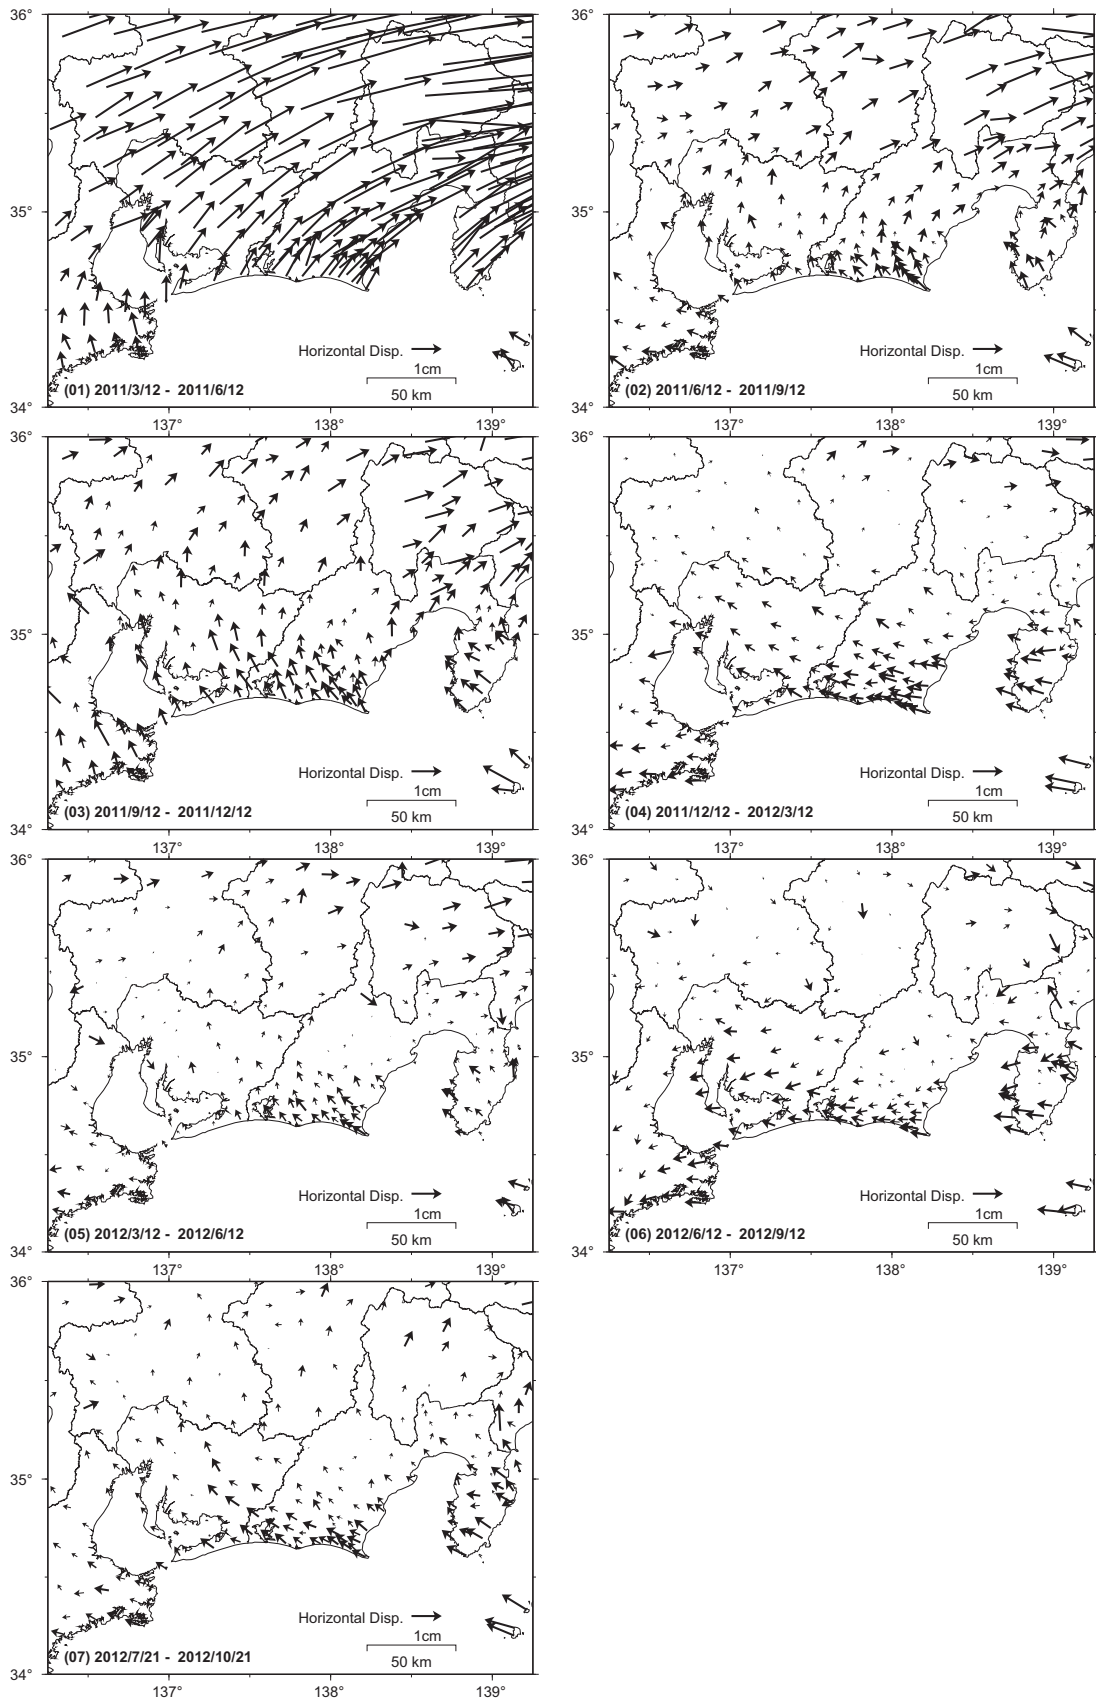 36°
35°
34°
Horizontal Disp.
1cm
50 km
(01) 2011/3/12 - 2011/6/12
137°
138°
139°
Horizontal Disp.
1cm
50 km
(02) 2011/6/12 - 2011/9/12
36°
35°
34°
137°
138°
139°
36°
35°
34°
Horizontal Disp.
1cm
50 km
(03) 2011/9/12 - 2011/12/12
137°
138°
139°
Horizontal Disp.
1cm
50 km
(04) 2011/12/12 - 2012/3/12
36°
35°
34°
137°
138°
139°
36°
35°
34°
Horizontal Disp.
1cm
50 km
(05) 2012/3/12 - 2012/6/12
137°
138°
139°
Horizontal Disp.
1cm
50 km
(06) 2012/6/12 - 2012/9/12
36°
35°
34°
137°
138°
139°
36°
35°
34°
Horizontal Disp.
1cm
50 km
(07) 2012/7/21 - 2012/10/21
137°
138°
139°